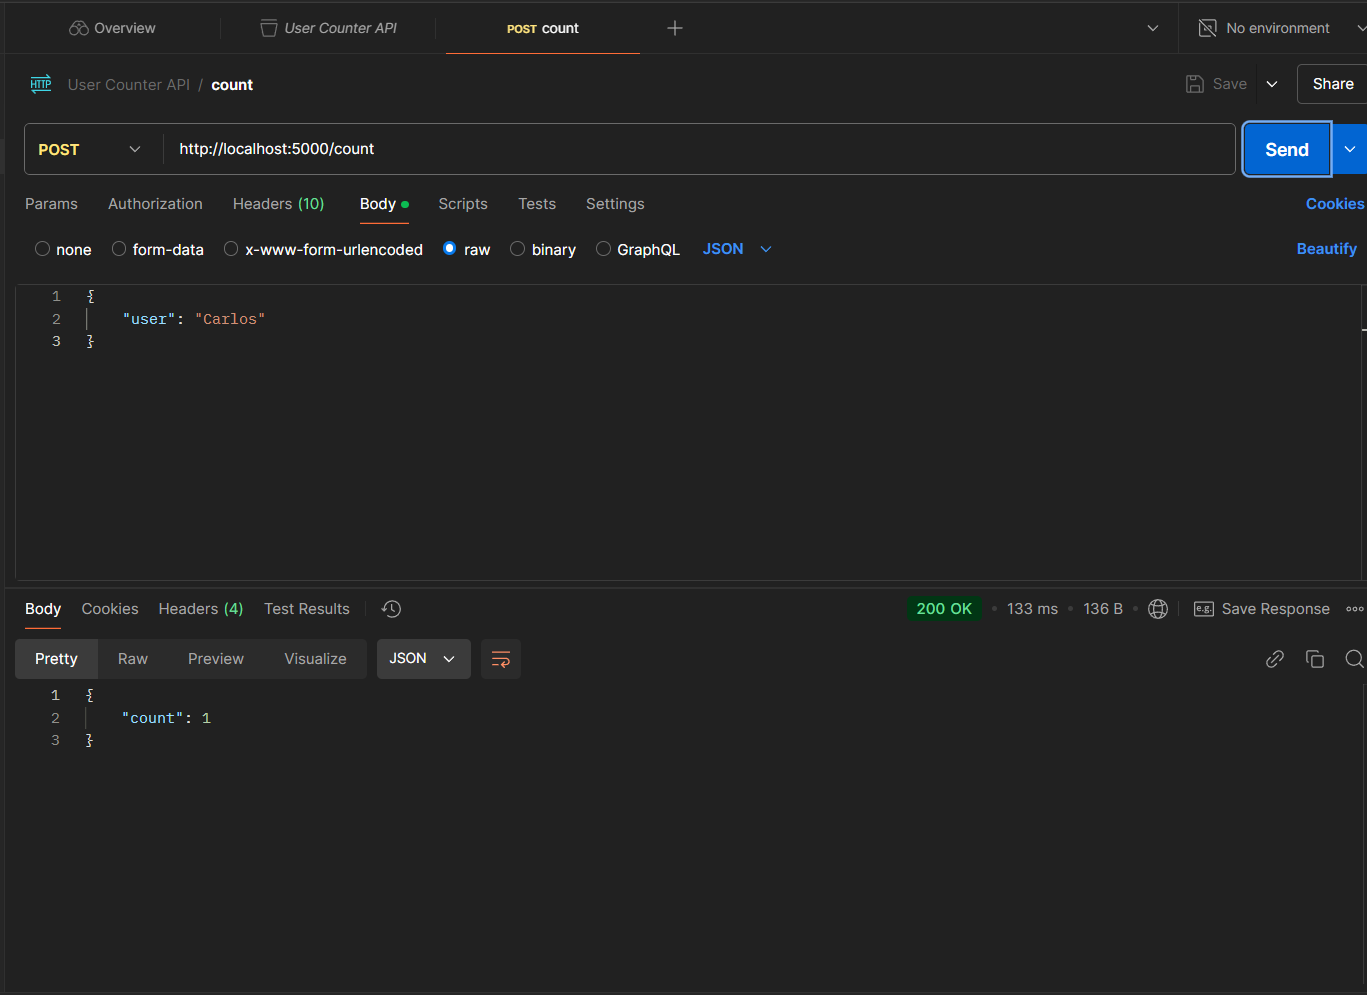 Overview
User Counter API
POST count
No environment
HTTP
User Counter API / count
Save
Share
POST
http://localhost:5000/count
Send
Params
Authorization
Headers (10)
Body
Scripts
Tests
Settings
Cookies
none
form-data
x-www-form-urlencoded
raw
binary
GraphQL
JSON
Beautify
1 {
2 "user": "Carlos"
3 }
Body
Cookies
Headers (4)
Test Results
200 OK
133 ms
136 B
e.g.
Save Response
Pretty
Raw
Preview
Visualize
JSON
1 {
2 "count": 1
3 }